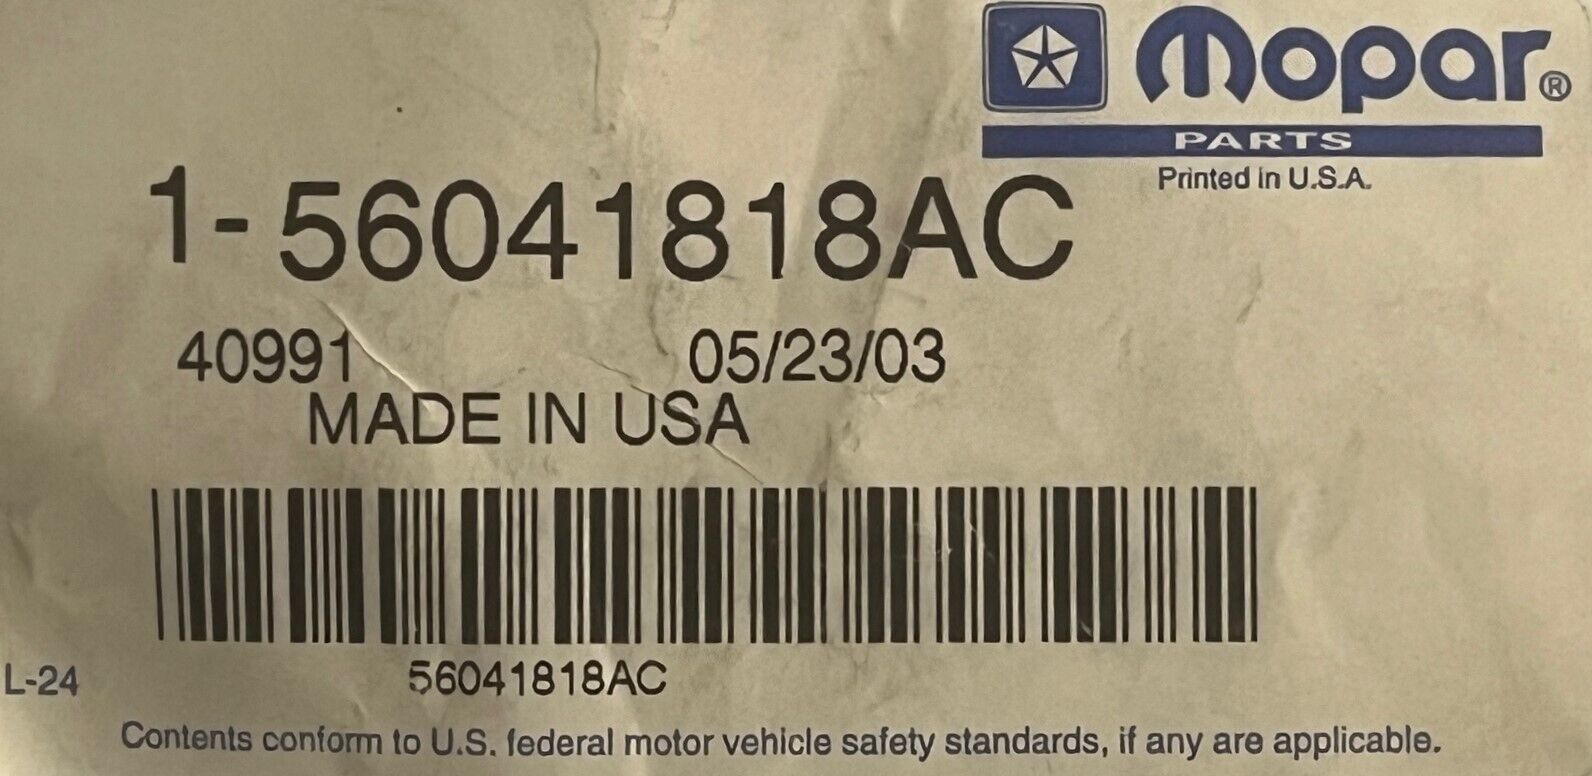 Mopar®
PARTS
Printed in U.S.A.
1-56041818AC
40991 05/23/03
MADE IN USA
56041818AC
L-24
Contents conform to U.S. federal motor vehicle safety standards, if any are applicable.